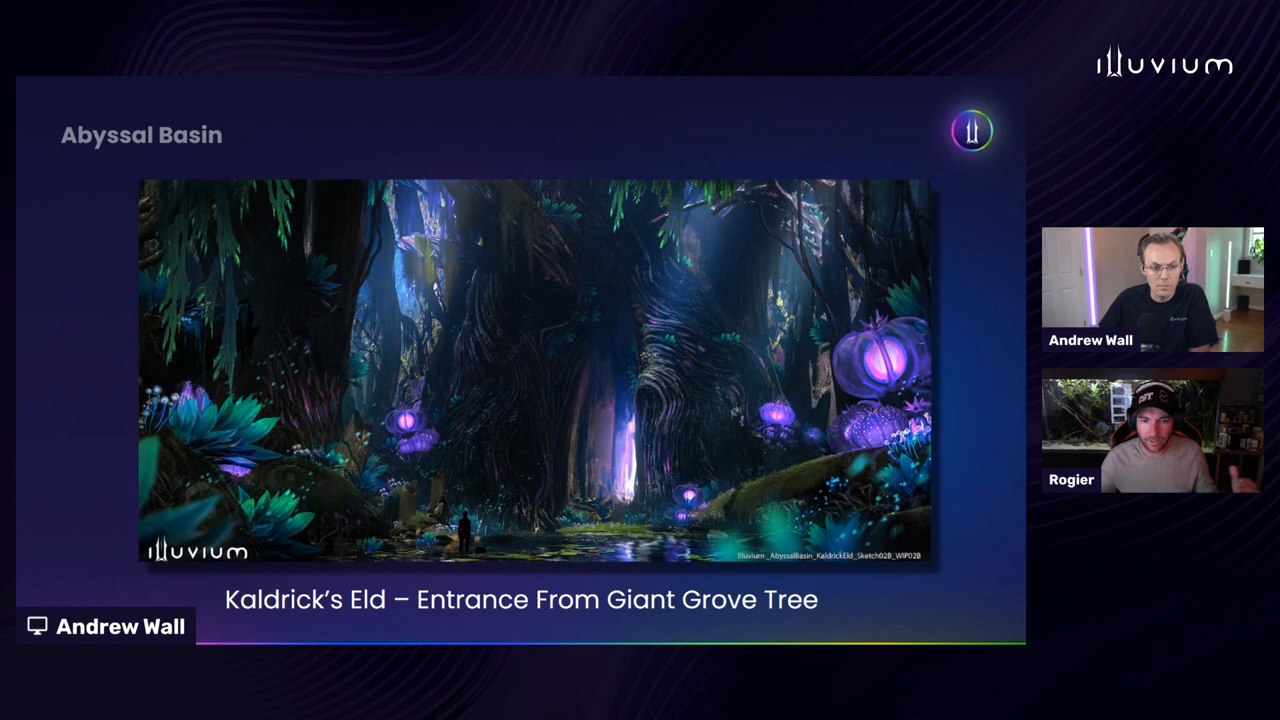 illuvium
Abyssal Basin
illuvium
Illuvium_AbyssalBasin_KaldrickEld_Sketch02B_WIP02B
Kaldrick's Eld – Entrance From Giant Grove Tree
Andrew Wall
Andrew Wall
Rogier